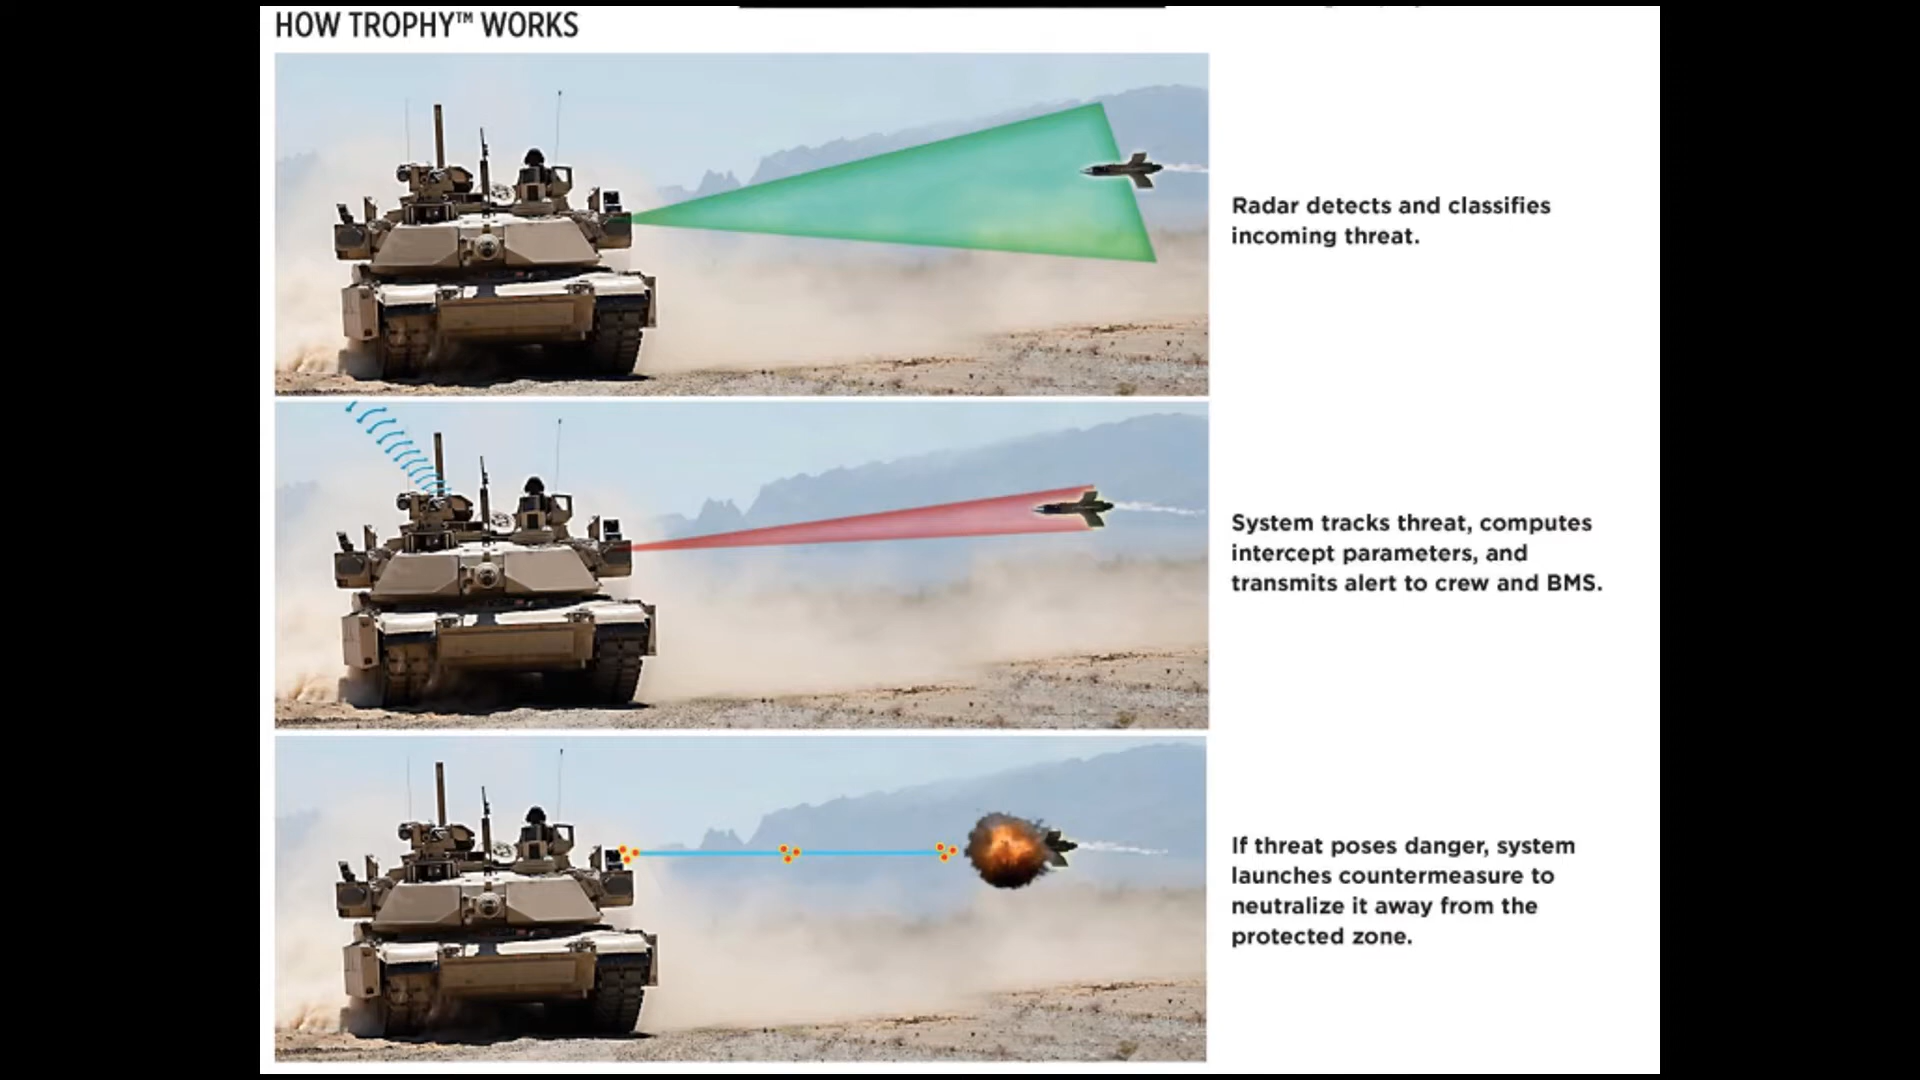 HOW TROPHY™ WORKS
Radar detects and classifies
incoming threat.
System tracks threat, computes
intercept parameters, and
transmits alert to crew and BMS.
If threat poses danger, system
launches countermeasure to
neutralize it away from the
protected zone.